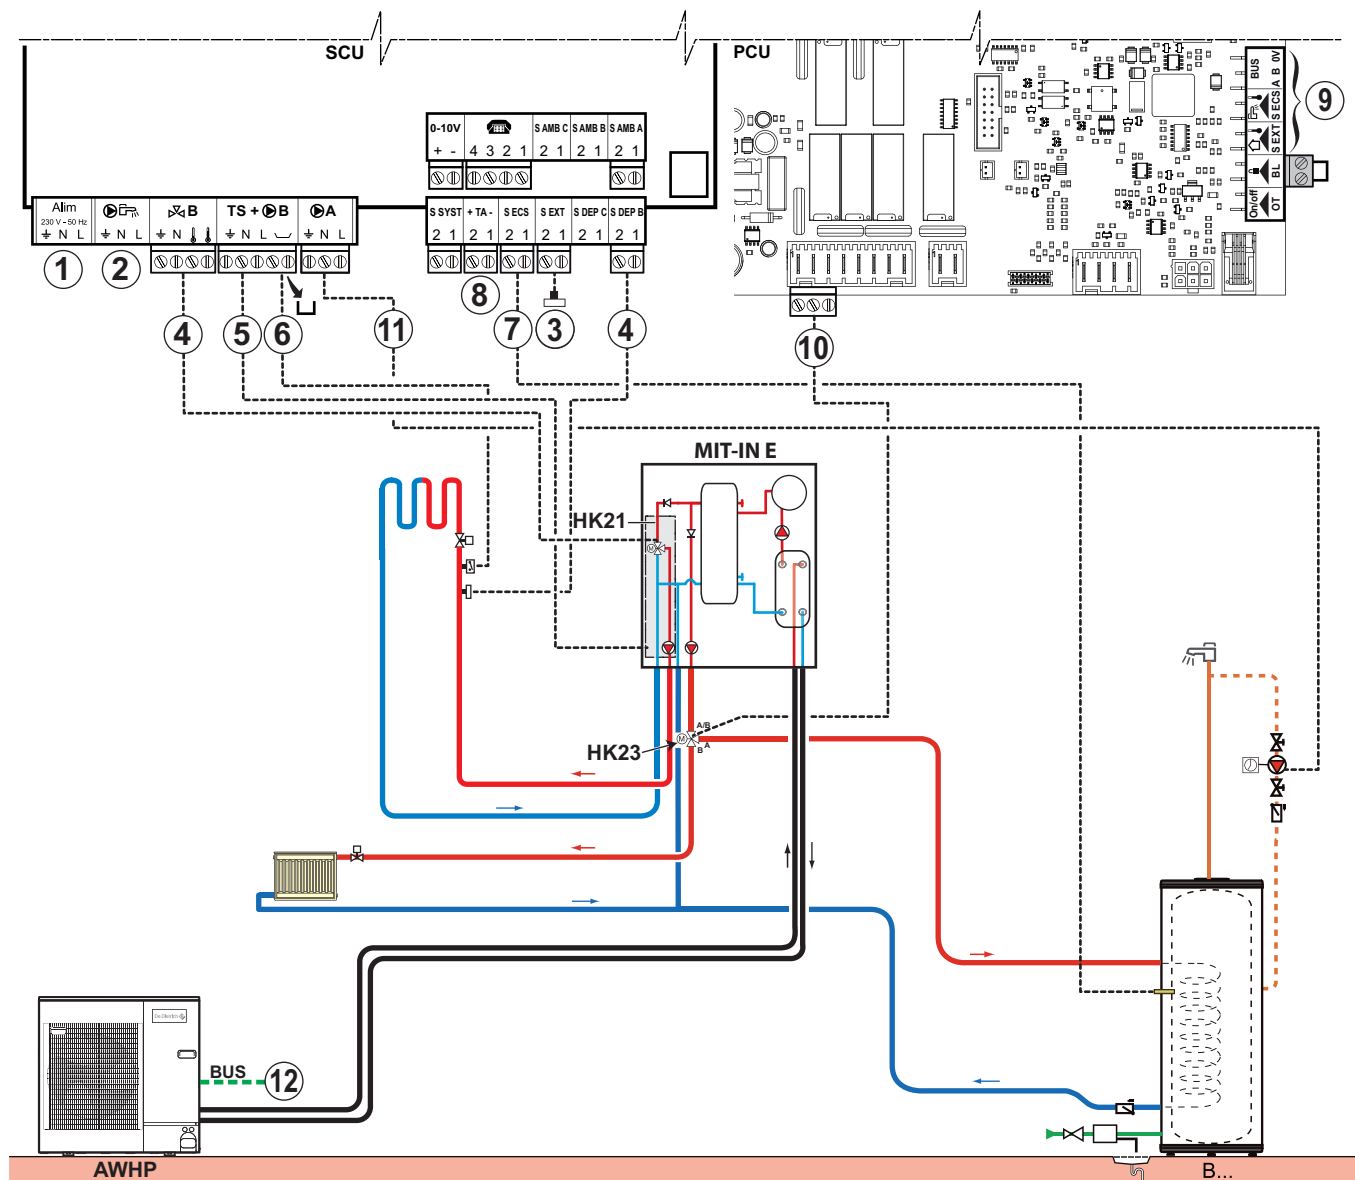 SCU
PCU
0-10V
S AMB C
S AMB B
S AMB A
+ -
4 3 2 1
2 1
2 1
2 1
BUS
A B 0V
S ECS
S EXT
BL
On/off
OT
9
Alim
230 V - 50 Hz
N L
N L
B
N
TS + B
N L
A
N L
S SYST
+ TA -
S ECS
S EXT
S DEP C
S DEP B
2 1
2 1
2 1
2 1
2 1
2 1
1
2
8
4
5
6
11
7
3
4
10
MIT-IN E
HK21
M
HK23
M
A/B
A
B
De Dietrich
BUS
12
AWHP
B...